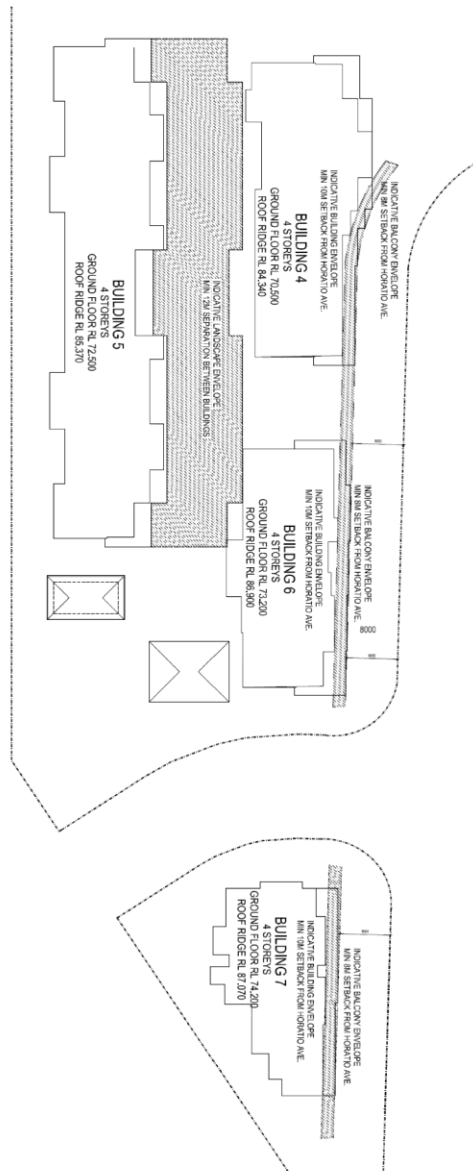 INDICATIVE BALCONY ENVELOPE
MIN 8M SETBACK FROM HORATIO AVE.
INDICATIVE BUILDING ENVELOPE
MIN 10M SETBACK FROM HORATIO AVE.
BUILDING 4
4 STOREYS
GROUND FLOOR RL 70,500
ROOF RIDGE RL 84,340
INDICATIVE LANDSCAPE ENVELOPE
MIN 12M SEPARATION BETWEEN BUILDINGS
BUILDING 5
4 STOREYS
GROUND FLOOR RL 72,500
ROOF RIDGE RL 85,370
INDICATIVE BALCONY ENVELOPE
MIN 8M SETBACK FROM HORATIO AVE.
8000
INDICATIVE BUILDING ENVELOPE
MIN 10M SETBACK FROM HORATIO AVE.
BUILDING 6
4 STOREYS
GROUND FLOOR RL 73,200
ROOF RIDGE RL 86,900
INDICATIVE BALCONY ENVELOPE
MIN 8M SETBACK FROM HORATIO AVE.
INDICATIVE BUILDING ENVELOPE
MIN 10M SETBACK FROM HORATIO AVE.
BUILDING 7
4 STOREYS
GROUND FLOOR RL 74,200
ROOF RIDGE RL 87,070